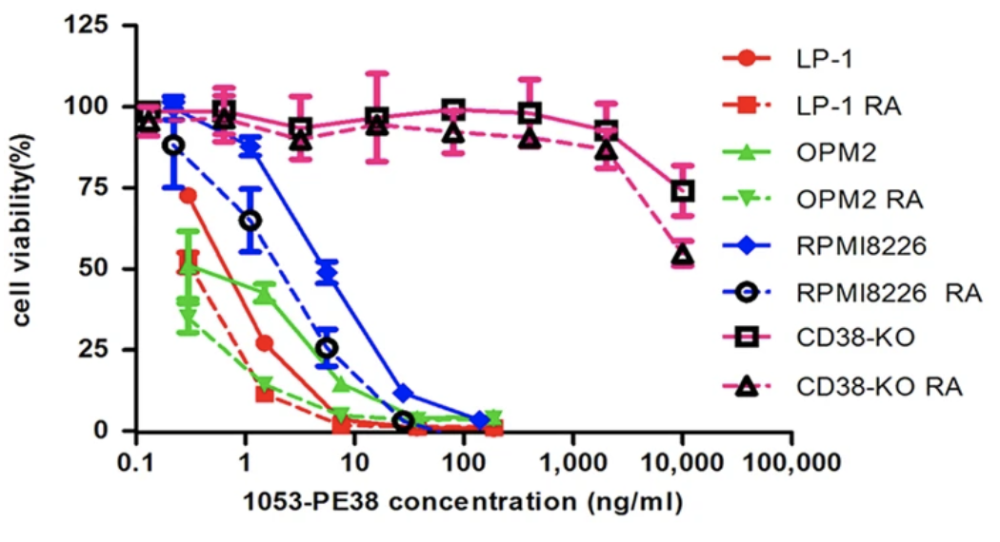 125
100
75
50
25
0
cell viability(%)
0.1 1 10 100 1,000 10,000 100,000
1053-PE38 concentration (ng/ml)
LP-1
LP-1 RA
OPM2
OPM2 RA
RPMI8226
RPMI8226 RA
CD38-KO
CD38-KO RA